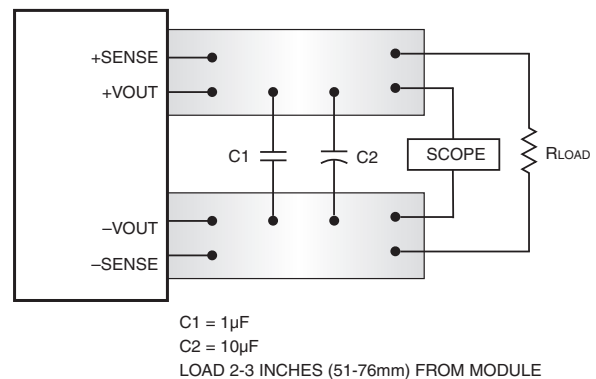 +SENSE
+VOUT
C1
C2
SCOPE
RLOAD
–VOUT
–SENSE
C1 = 1µF
C2 = 10µF
LOAD 2-3 INCHES (51-76mm) FROM MODULE